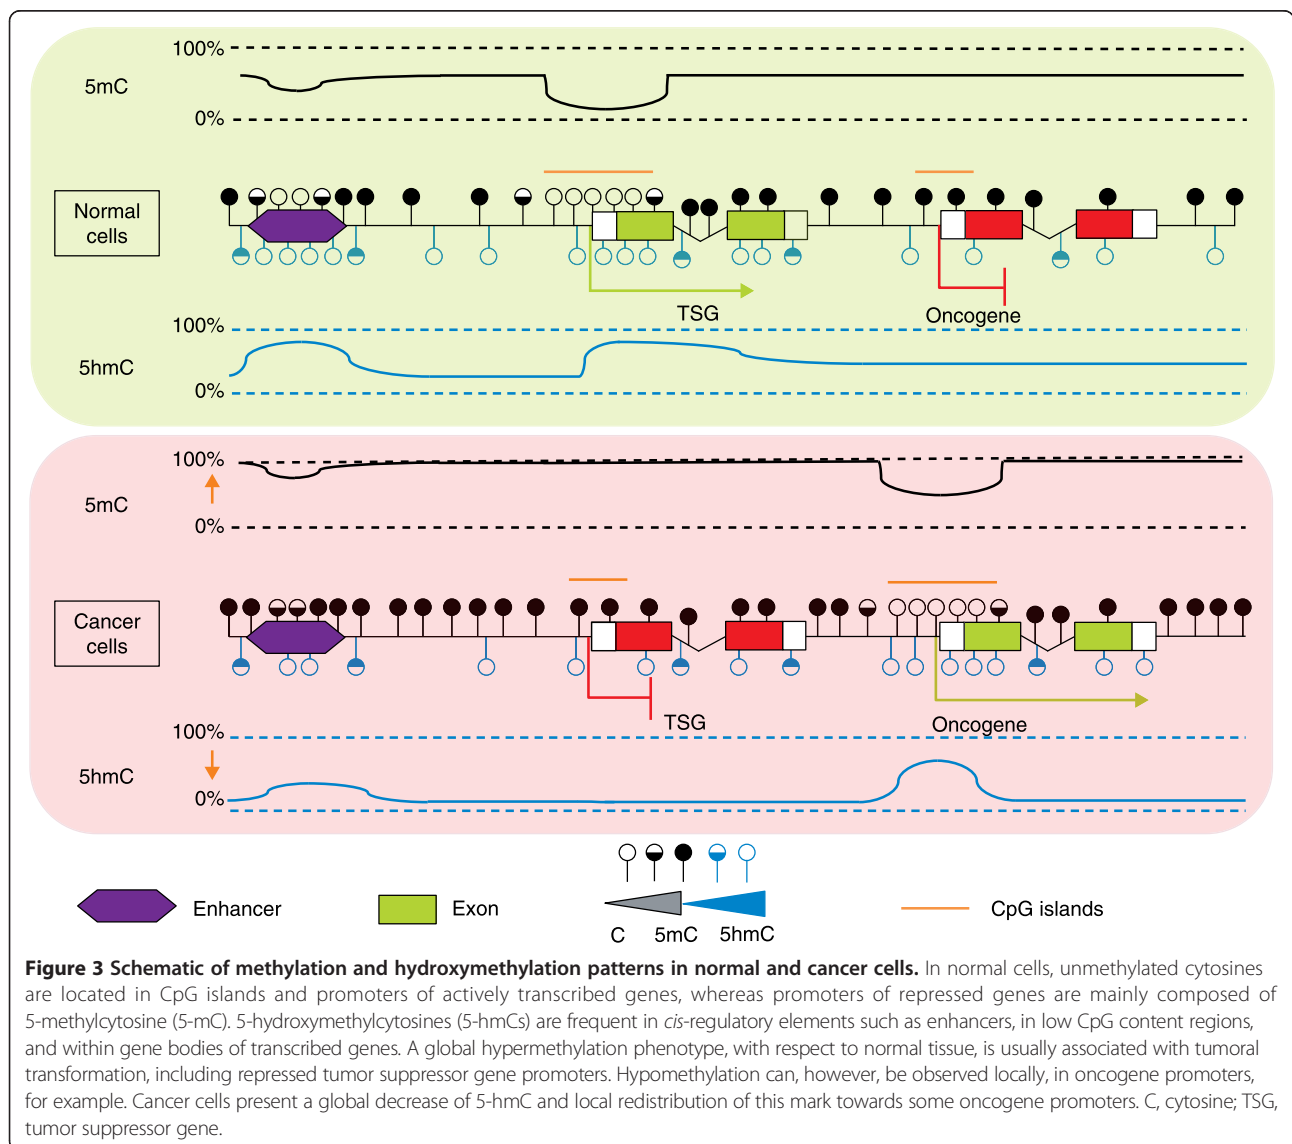 100%
5mC
0%
Normal
cells
TSG
Oncogene
100%
5hmC
0%
100%
5mC
0%
Cancer
cells
TSG
Oncogene
100%
5hmC
0%
Enhancer
Exon
C 5mC 5hmC
CpG islands
Figure 3 Schematic of methylation and hydroxymethylation patterns in normal and cancer cells. In normal cells, unmethylated cytosines
are located in CpG islands and promoters of actively transcribed genes, whereas promoters of repressed genes are mainly composed of
5-methylcytosine (5-mC). 5-hydroxymethylcytosines (5-hmCs) are frequent in cis-regulatory elements such as enhancers, in low CpG content regions,
and within gene bodies of transcribed genes. A global hypermethylation phenotype, with respect to normal tissue, is usually associated with tumoral
transformation, including repressed tumor suppressor gene promoters. Hypomethylation can, however, be observed locally, in oncogene promoters,
for example. Cancer cells present a global decrease of 5-hmC and local redistribution of this mark towards some oncogene promoters. C, cytosine; TSG,
tumor suppressor gene.